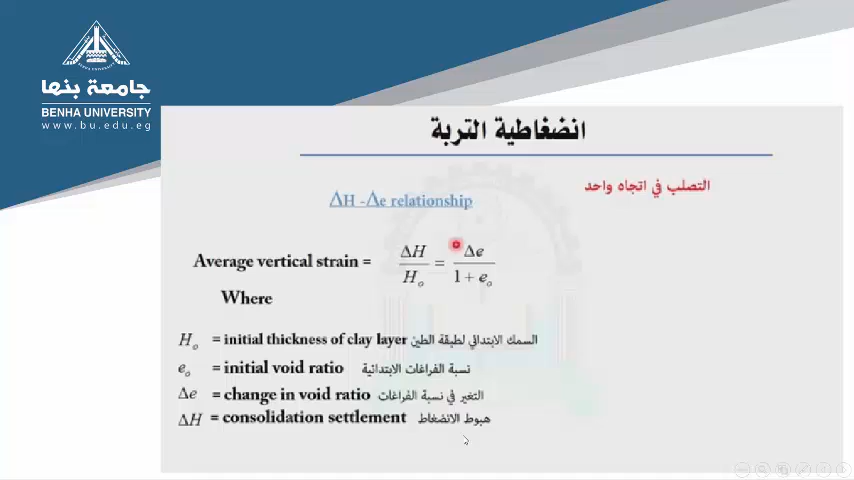 جامعة بنها
BENHA UNIVERSITY
www.bu.edu.eg
انضغاطية التربة
التصلب في اتجاه واحد
ΔH -Δe relationship
Average vertical strain = ΔH / Hₒ = Δe / 1 + eₒ
Where
Hₒ = initial thickness of clay layer السمك الابتدائي لطبقة الطين
eₒ = initial void ratio نسبة الفراغات الابتدائية
Δe = change in void ratio التغير في نسبة الفراغات
ΔH = consolidation settlement هبوط الانضغاط